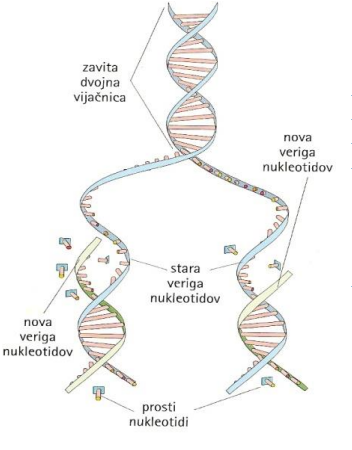 zavita
dvojna
vijačnica
nova
veriga
nukleotidov
stara
veriga
nukleotidov
nova
veriga
nukleotidov
prosti
nukleotidi